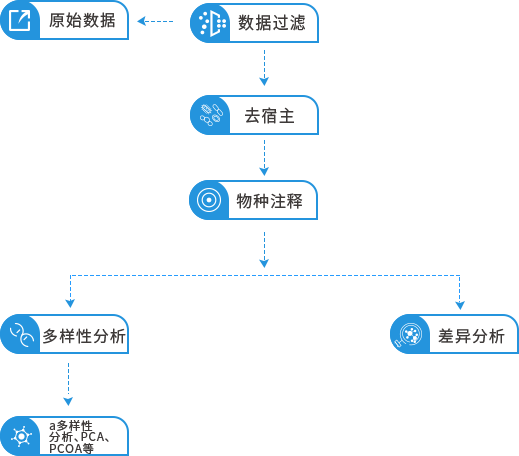 原始数据
数据过滤
去宿主
物种注释
多样性分析
差异分析
a多样性
分析、PCA、
PCOA等